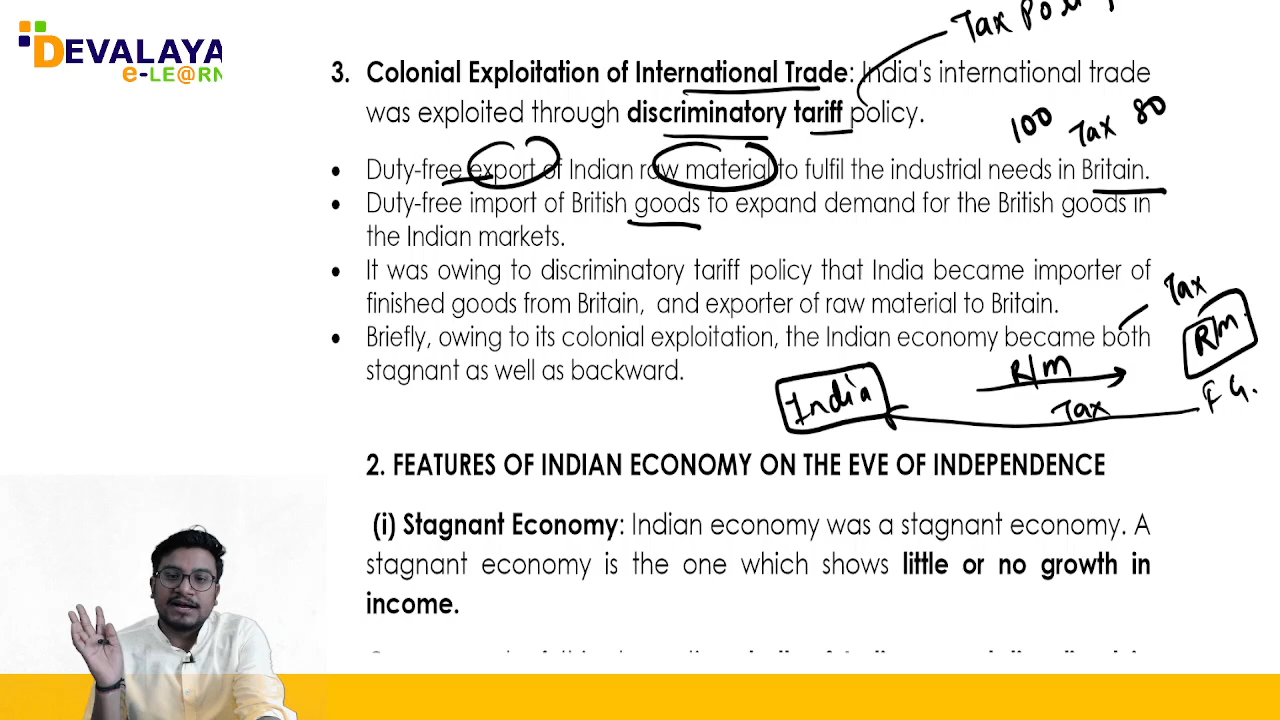 DEVALAYA
e-LE@RN
Tax
3. Colonial Exploitation of International Trade: India's international trade
was exploited through discriminatory tariff policy.
100 Tax 80
• Duty-free export of Indian raw material to fulfil the industrial needs in Britain.
• Duty-free import of British goods to expand demand for the British goods in
the Indian markets.
• It was owing to discriminatory tariff policy that India became importer of
finished goods from Britain, and exporter of raw material to Britain.
Tax
• Briefly, owing to its colonial exploitation, the Indian economy became both
stagnant as well as backward.
R/m
R/m
India
Tax
F G.
2. FEATURES OF INDIAN ECONOMY ON THE EVE OF INDEPENDENCE
(i) Stagnant Economy: Indian economy was a stagnant economy. A
stagnant economy is the one which shows little or no growth in
income.